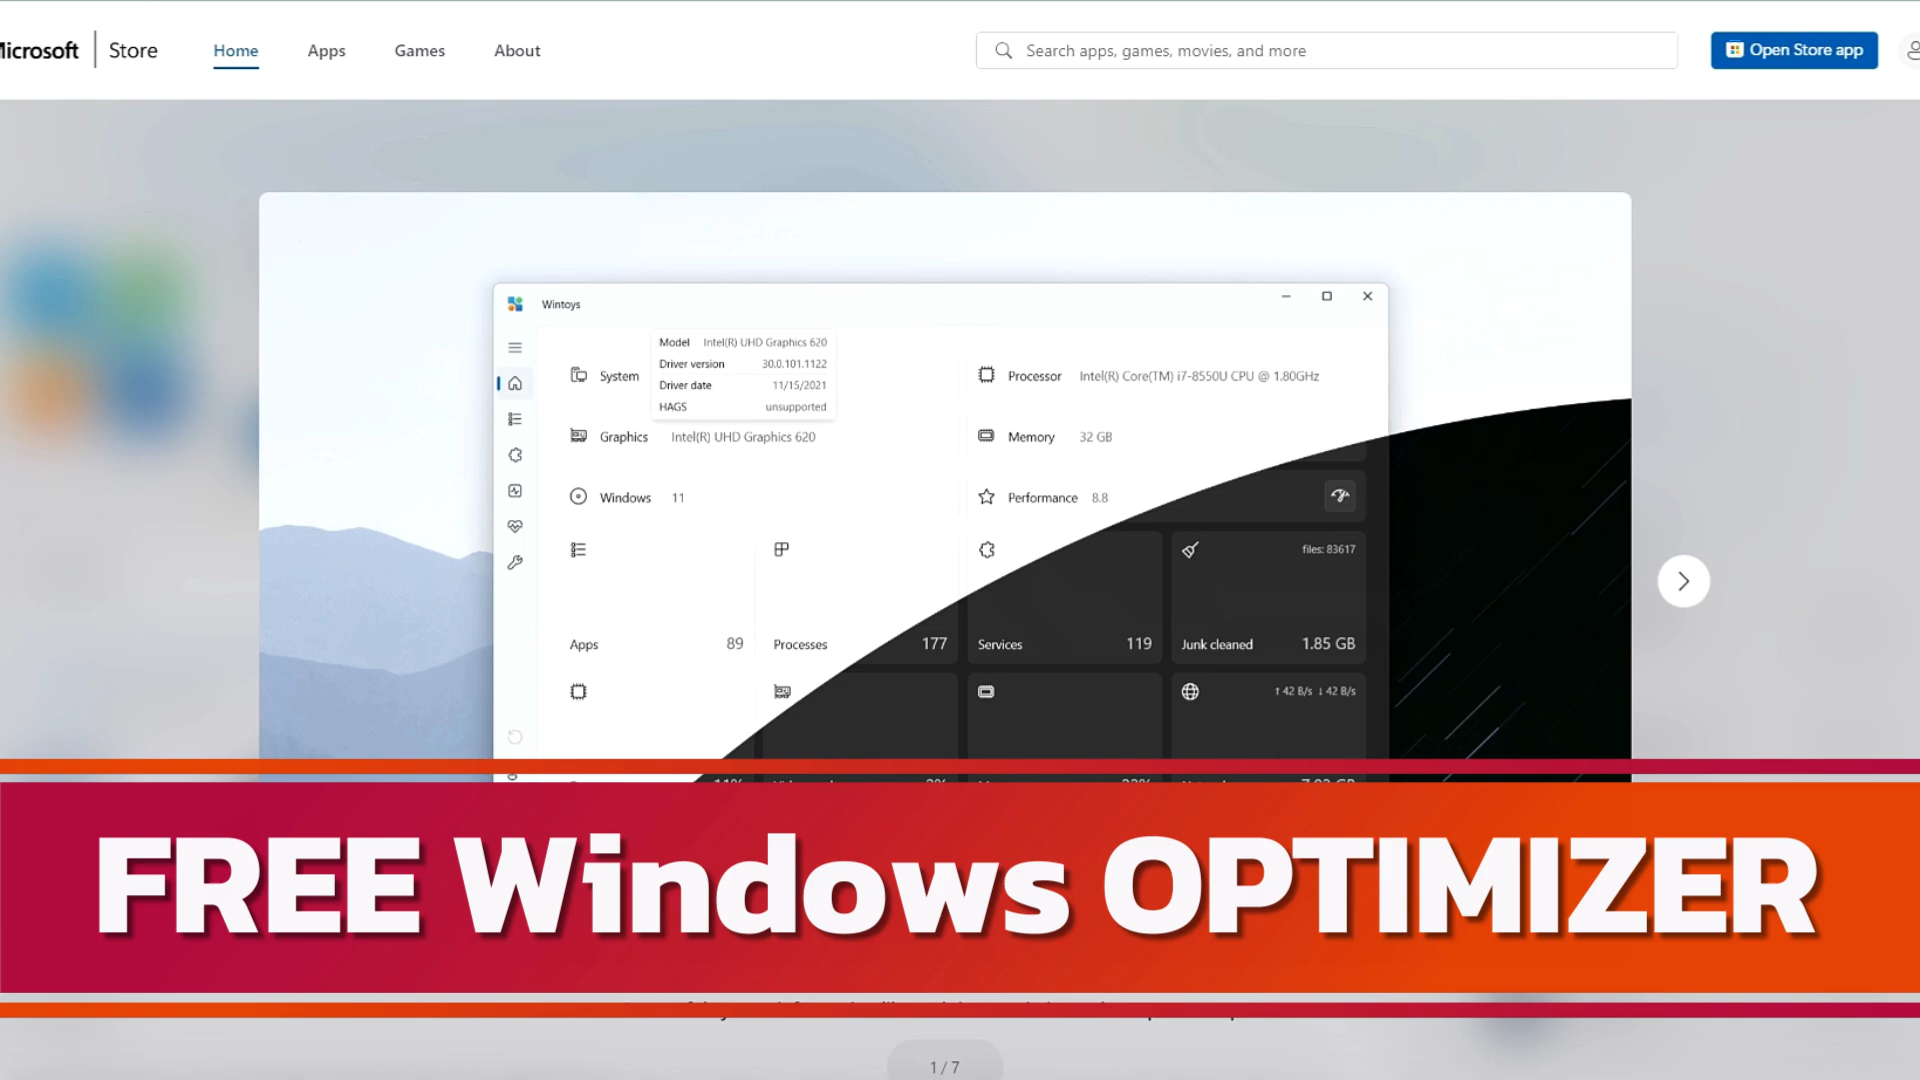 Microsoft Store Home Apps Games About Search apps, games, movies, and more Open Store app
Wintoys
Model Intel(R) UHD Graphics 620
Driver version 30.0.101.1122
Driver date 11/15/2021
HAGS unsupported
System
Processor Intel(R) Core(TM) i7-8550U CPU @ 1.80GHz
Graphics Intel(R) UHD Graphics 620
Memory 32 GB
Windows 11
Performance 8.8
files: 83617
Apps 89 Processes 177 Services 119 Junk cleaned 1.85 GB
↑ 42 B/s ↓ 42 B/s
FREE Windows OPTIMIZER
1 / 7